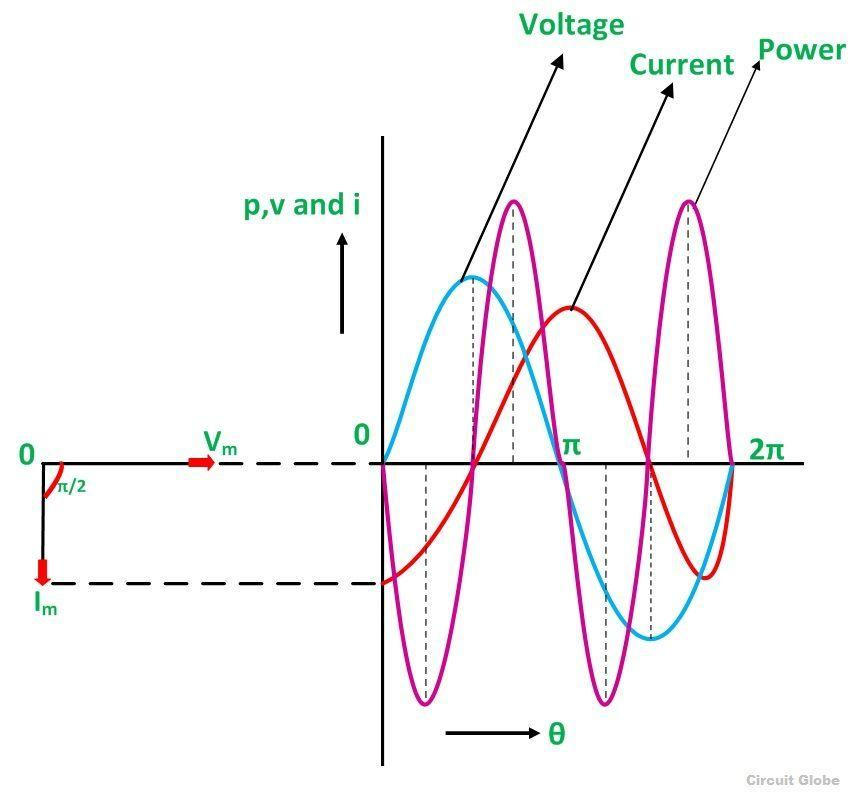 Voltage
Current
Power
p,v and i
0
0
Vm
π
2π
π/2
Im
θ
Circuit Globe